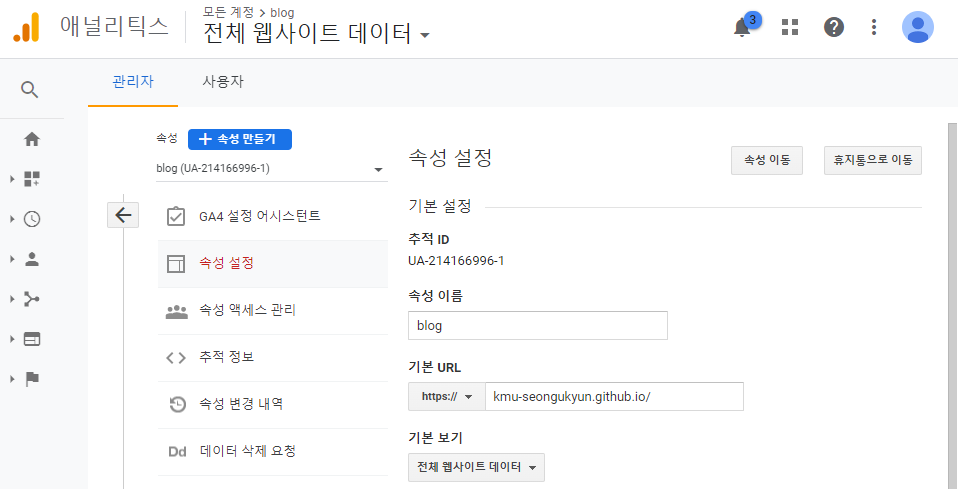 애널리틱스
모든 계정 > blog
전체 웹사이트 데이터
3
관리자
사용자
속성
+ 속성 만들기
blog (UA-214166996-1)
GA4 설정 어시스턴트
속성 설정
속성 액세스 관리
추적 정보
속성 변경 내역
Dd 데이터 삭제 요청
속성 설정
속성 이동
휴지통으로 이동
기본 설정
추적 ID
UA-214166996-1
속성 이름
blog
기본 URL
https://
kmu-seongukyun.github.io/
기본 보기
전체 웹사이트 데이터